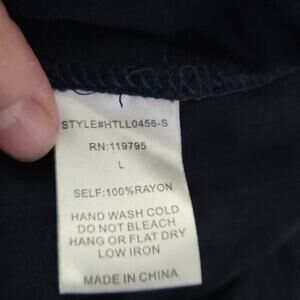 STYLE#HTLL0456-S
RN:119795
L
SELF:100%RAYON
HAND WASH COLD
DO NOT BLEACH
HANG OR FLAT DRY
LOW IRON
MADE IN CHINA